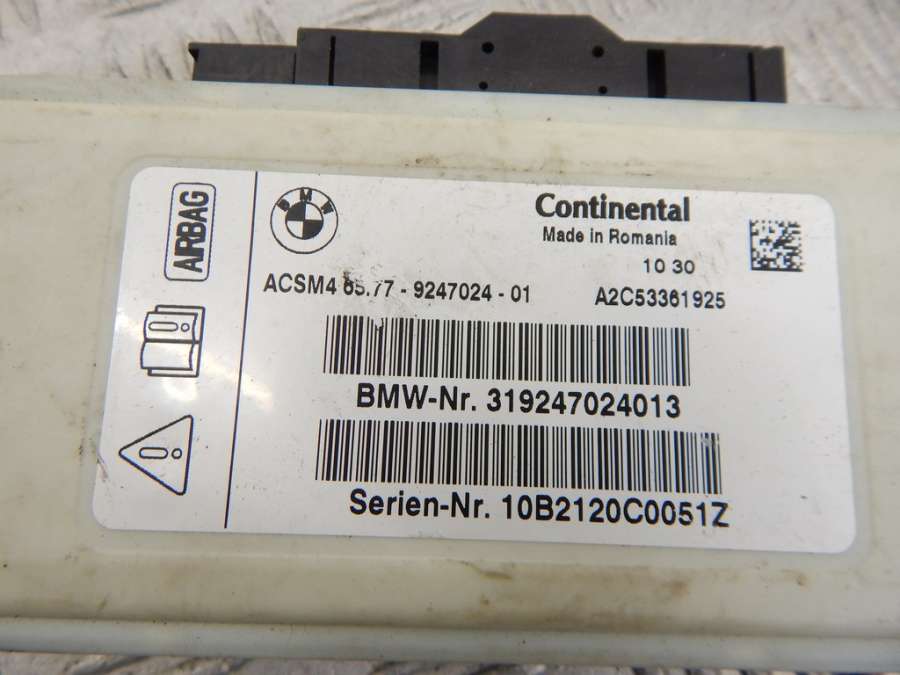 AIRBAG
BMW
Continental
Made in Romania
10 30
ACSM4 65.77 - 9247024 - 01
A2C53361925
BMW-Nr. 319247024013
Serien-Nr. 10B2120C0051Z